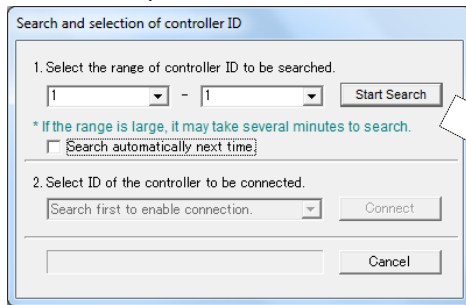 Search and selection of controller ID
1. Select the range of controller ID to be searched.
1 - 1 Start Search
* If the range is large, it may take several minutes to search.
Search automatically next time.
2. Select ID of the controller to be connected.
Search first to enable connection. Connect
Cancel